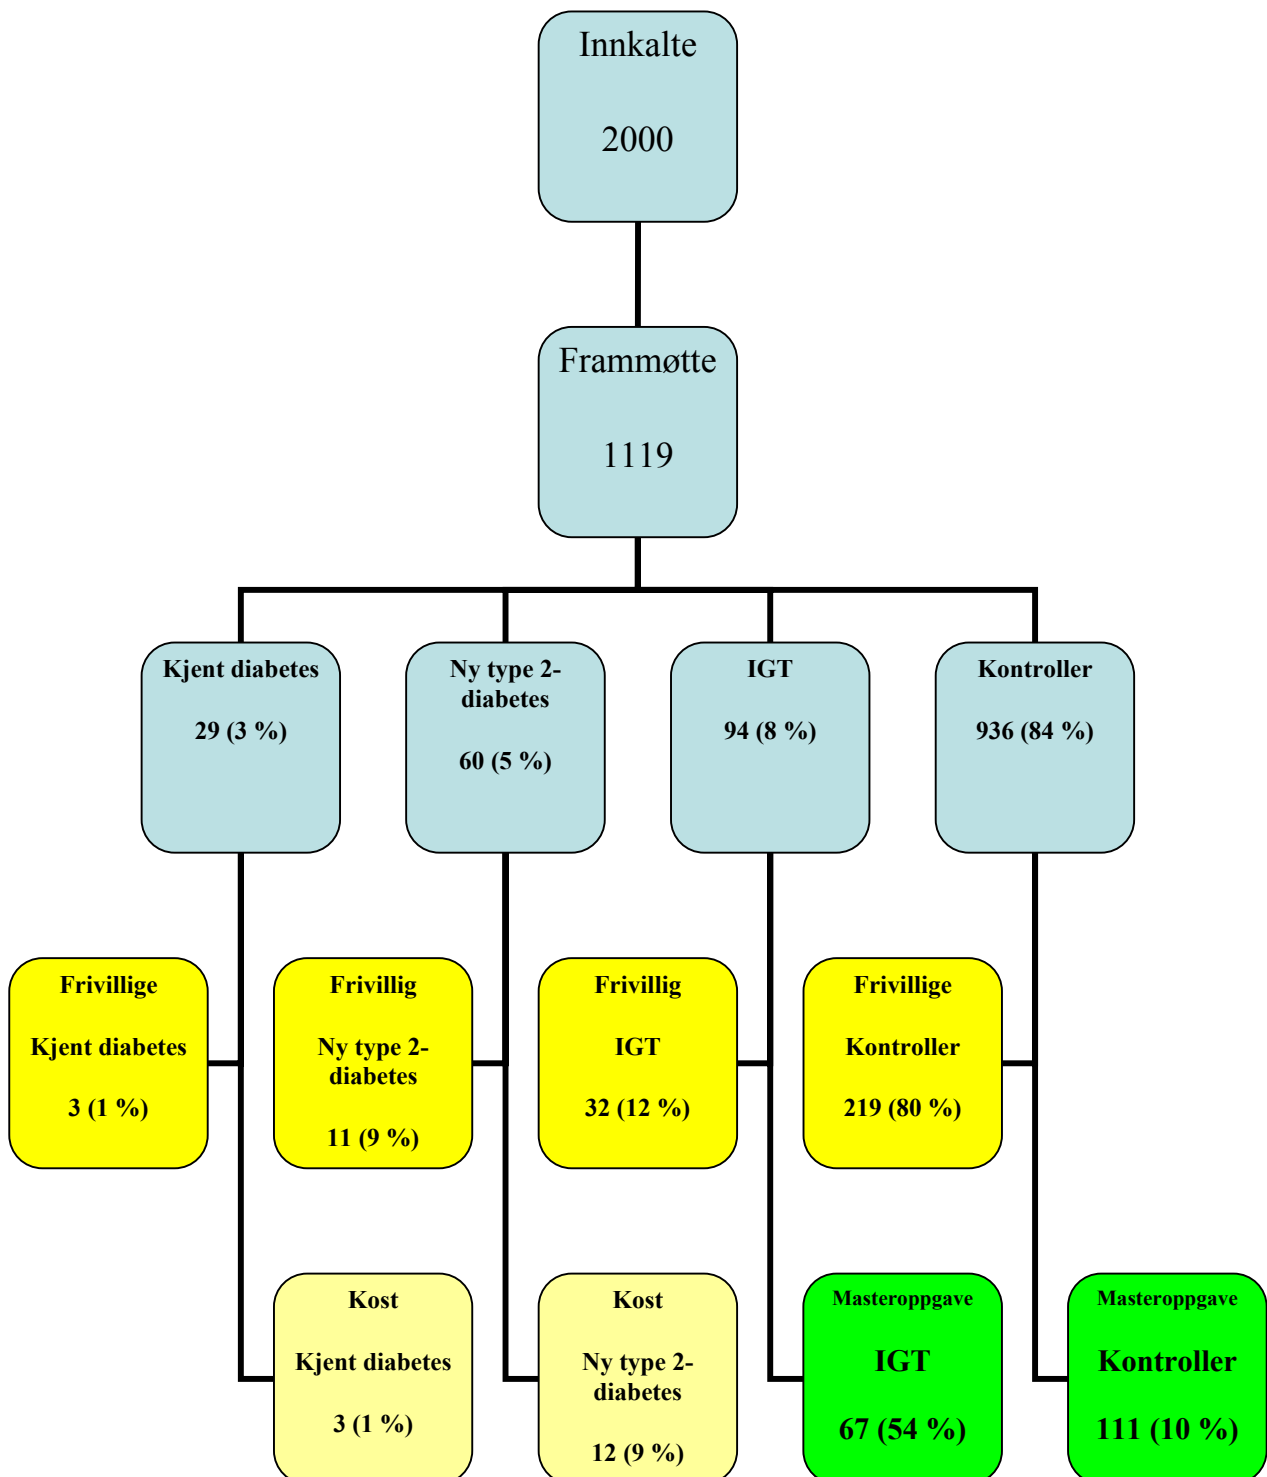 Innkalte
2000
Frammøtte
1119
Kjent diabetes
29 (3 %)
Ny type 2-
diabetes
60 (5 %)
IGT
94 (8 %)
Kontroller
936 (84 %)
Frivillige
Kjent diabetes
3 (1 %)
Frivillig
Ny type 2-
diabetes
11 (9 %)
Frivillig
IGT
32 (12 %)
Frivillige
Kontroller
219 (80 %)
Kost
Kjent diabetes
3 (1 %)
Kost
Ny type 2-
diabetes
12 (9 %)
Masteroppgave
IGT
67 (54 %)
Masteroppgave
Kontroller
111 (10 %)